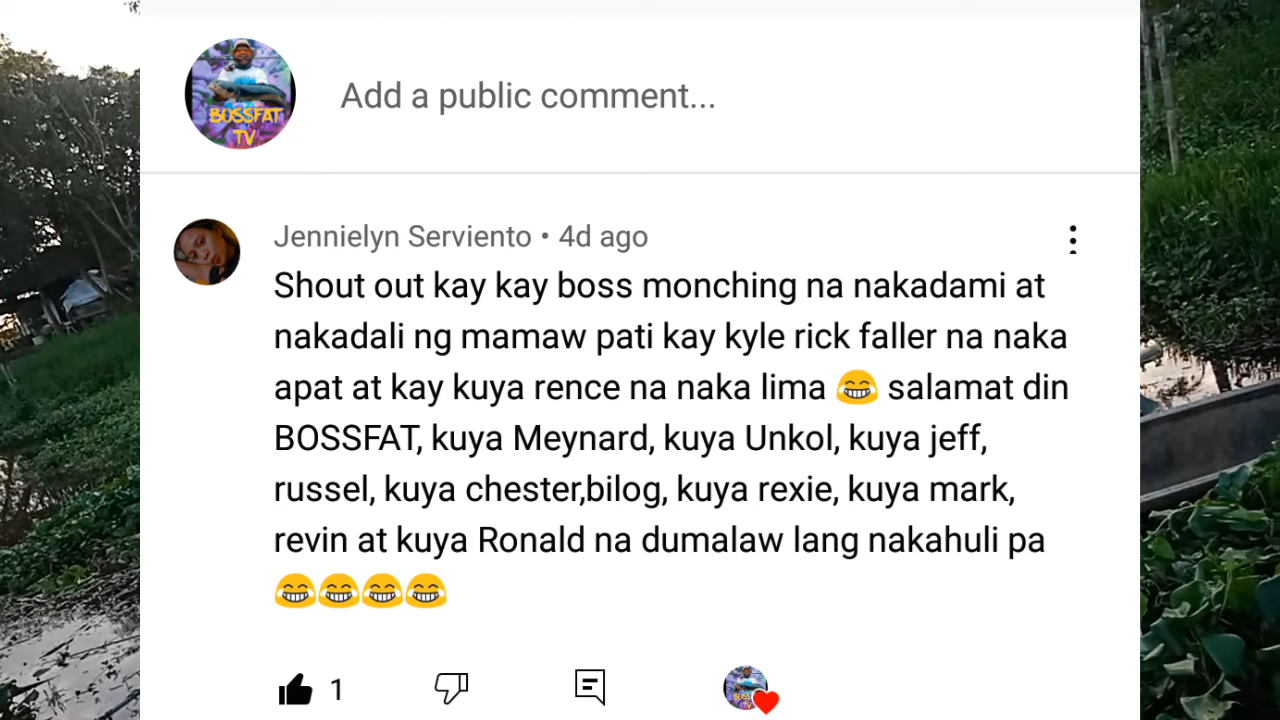 BOSSFAT
TV
Add a public comment...
Jennielyn Serviento • 4d ago
Shout out kay kay boss monching na nakadami at
nakadali ng mamaw pati kay kyle rick faller na naka
apat at kay kuya rence na naka lima 😂 salamat din
BOSSFAT, kuya Meynard, kuya Unkol, kuya jeff,
russel, kuya chester,bilog, kuya rexie, kuya mark,
revin at kuya Ronald na dumalaw lang nakahuli pa
😂😂😂😂
1